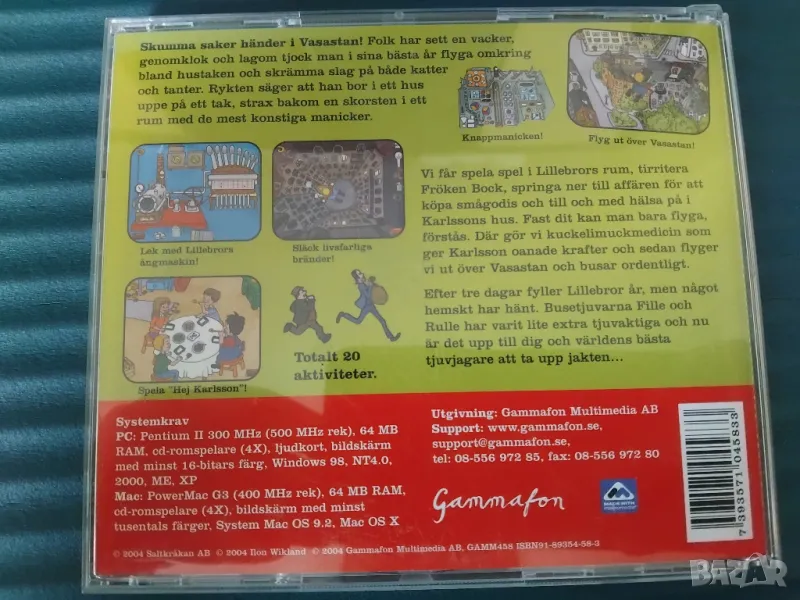 Skumma saker händer i Vasastan! Folk har sett en vacker,
genomklok och lagom tjock man i sina bästa år flyga omkring
bland hustaken och skrämma slag på både katter
och tanter. Rykten säger att han bor i ett hus
uppe på ett tak, strax bakom en skorsten i ett
rum med de mest konstiga manicker.
Knappmanicken!
Flyg ut över Vasastan!
Lek med Lillebrors
ångmaskin!
Släck livsfarliga
bränder!
Spela "Hej Karlsson"!
Totalt 20
aktiviteter.
Vi får spela spel i Lillebrors rum, tirritera
Fröken Bock, springa ner till affären för att
köpa smågodis och till och med hälsa på i
Karlssons hus. Fast dit kan man bara flyga,
förstås. Där gör vi kuckelimuckmedicin som
ger Karlsson oanade krafter och sedan flyger
vi ut över Vasastan och busar ordentligt.
Efter tre dagar fyller Lillebror år, men något
hemskt har hänt. Busetjuvarna Fille och
Rulle har varit lite extra tjuvaktiga och nu
är det upp till dig och världens bästa
tjuvjagare att ta upp jakten...
Systemkrav
PC: Pentium II 300 MHz (500 MHz rek), 64 MB
RAM, cd-romspelare (4X), ljudkort, bildskärm
med minst 16-bitars färg, Windows 98, NT4.0,
2000, ME, XP
Mac: PowerMac G3 (400 MHz rek), 64 MB RAM,
cd-romspelare (4X), bildskärm med minst
tusentals färger, System Mac OS 9.2, Mac OS X
Utgivning: Gammafon Multimedia AB
Support: www.gammafon.se,
support@gammafon.se,
tel: 08-556 972 85, fax: 08-556 972 80
Gammafon
MADE WITH
MACROMEDIA
7 393571 045833
© 2004 Saltkråkan AB © 2004 Ilon Wikland © 2004 Gammafon Multimedia AB, GAMM458 ISBN91-89354-58-3
BAZAR